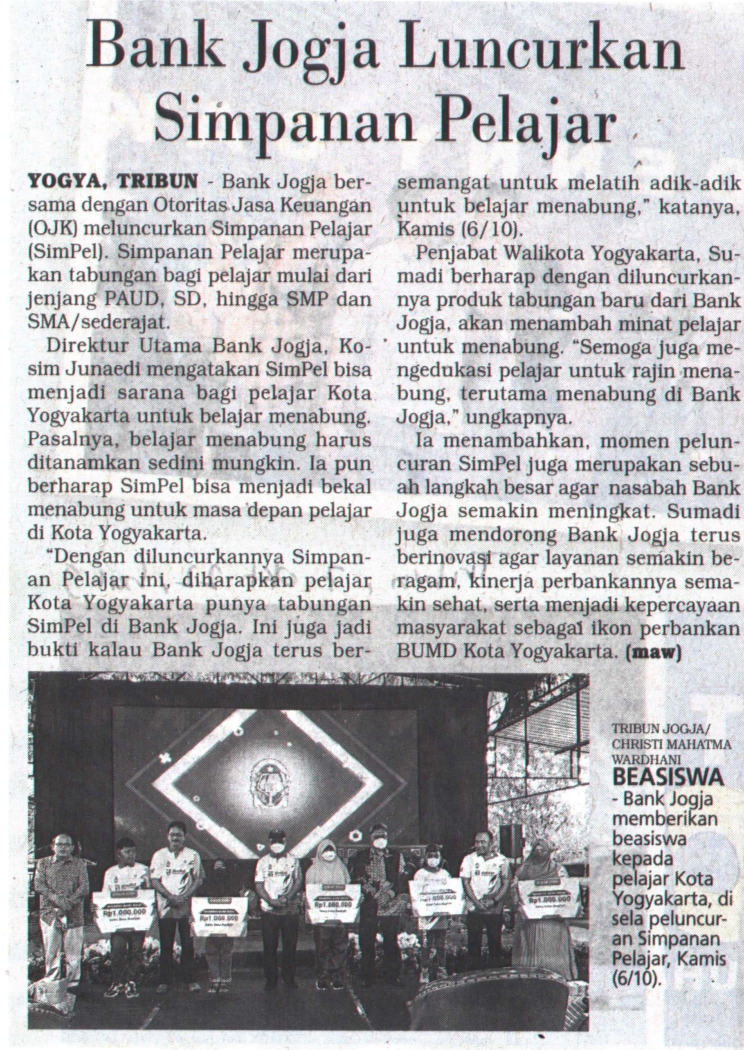 Bank Jogja Luncurkan
Simpanan Pelajar
YOGYA, TRIBUN - Bank Jogja ber-
sama dengan Otoritas Jasa Keuangan
(OJK) meluncurkan Simpanan Pelajar
(SimPel). Simpanan Pelajar merupa-
kan tabungan bagi pelajar mulai dari
jenjang PAUD, SD, hingga SMP dan
SMA/sederajat.
Direktur Utama Bank Jogja, Ko-
sim Junaedi mengatakan SimPel bisa
menjadi sarana bagi pelajar Kota
Yogyakarta untuk belajar menabung.
Pasalnya, belajar menabung harus
ditanamkan sedini mungkin. Ia pun
berharap SimPel bisa menjadi bekal
menabung untuk masa depan pelajar
di Kota Yogyakarta.
"Dengan diluncurkannya Simpan-
an Pelajar ini, diharapkan pelajar
Kota Yogyakarta punya tabungan
SimPel di Bank Jogja. Ini juga jadi
bukti kalau Bank Jogja terus ber-
semangat untuk melatih adik-adik
untuk belajar menabung," katanya,
Kamis (6/10).
Penjabat Walikota Yogyakarta, Su-
madi berharap dengan diluncurkan-
nya produk tabungan baru dari Bank
Jogja, akan menambah minat pelajar
untuk menabung. "Semoga juga me-
ngedukasi pelajar untuk rajin mena-
bung, terutama menabung di Bank
Jogja," ungkapnya.
Ia menambahkan, momen pelun-
curan SimPel juga merupakan sebu-
ah langkah besar agar nasabah Bank
Jogja semakin meningkat. Sumadi
juga mendorong Bank Jogja terus
berinovasi agar layanan semakin be-
ragam, kinerja perbankannya sema-
kin sehat, serta menjadi kepercayaan
masyarakat sebagai ikon perbankan
BUMD Kota Yogyakarta. (maw)
Rp1.000.000
Rp1.000.000
Rp1.000.000
Rp1.000.000
Rp1.000.000
TRIBUN JOGJA/
CHRISTI MAHATMA
WARDHANI
BEASISWA
- Bank Jogja
memberikan
beasiswa
kepada
pelajar Kota
Yogyakarta, di
sela peluncur-
an Simpanan
Pelajar, Kamis
(6/10).